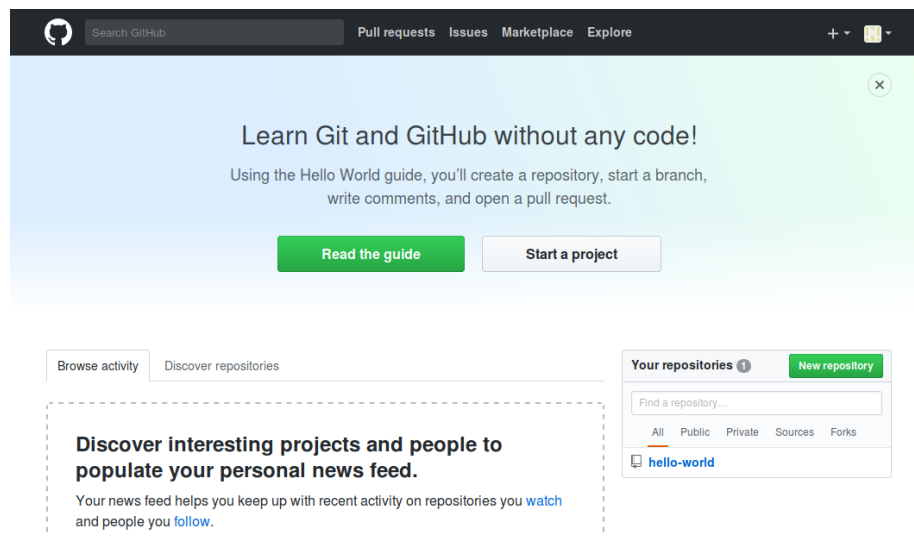 Search GitHub
Pull requests Issues Marketplace Explore
Learn Git and GitHub without any code!
Using the Hello World guide, you’ll create a repository, start a branch,
write comments, and open a pull request.
Read the guide
Start a project
Browse activity
Discover repositories
Discover interesting projects and people to
populate your personal news feed.
Your news feed helps you keep up with recent activity on repositories you watch
and people you follow.
Your repositories 1
New repository
Find a repository…
All Public Private Sources Forks
hello-world